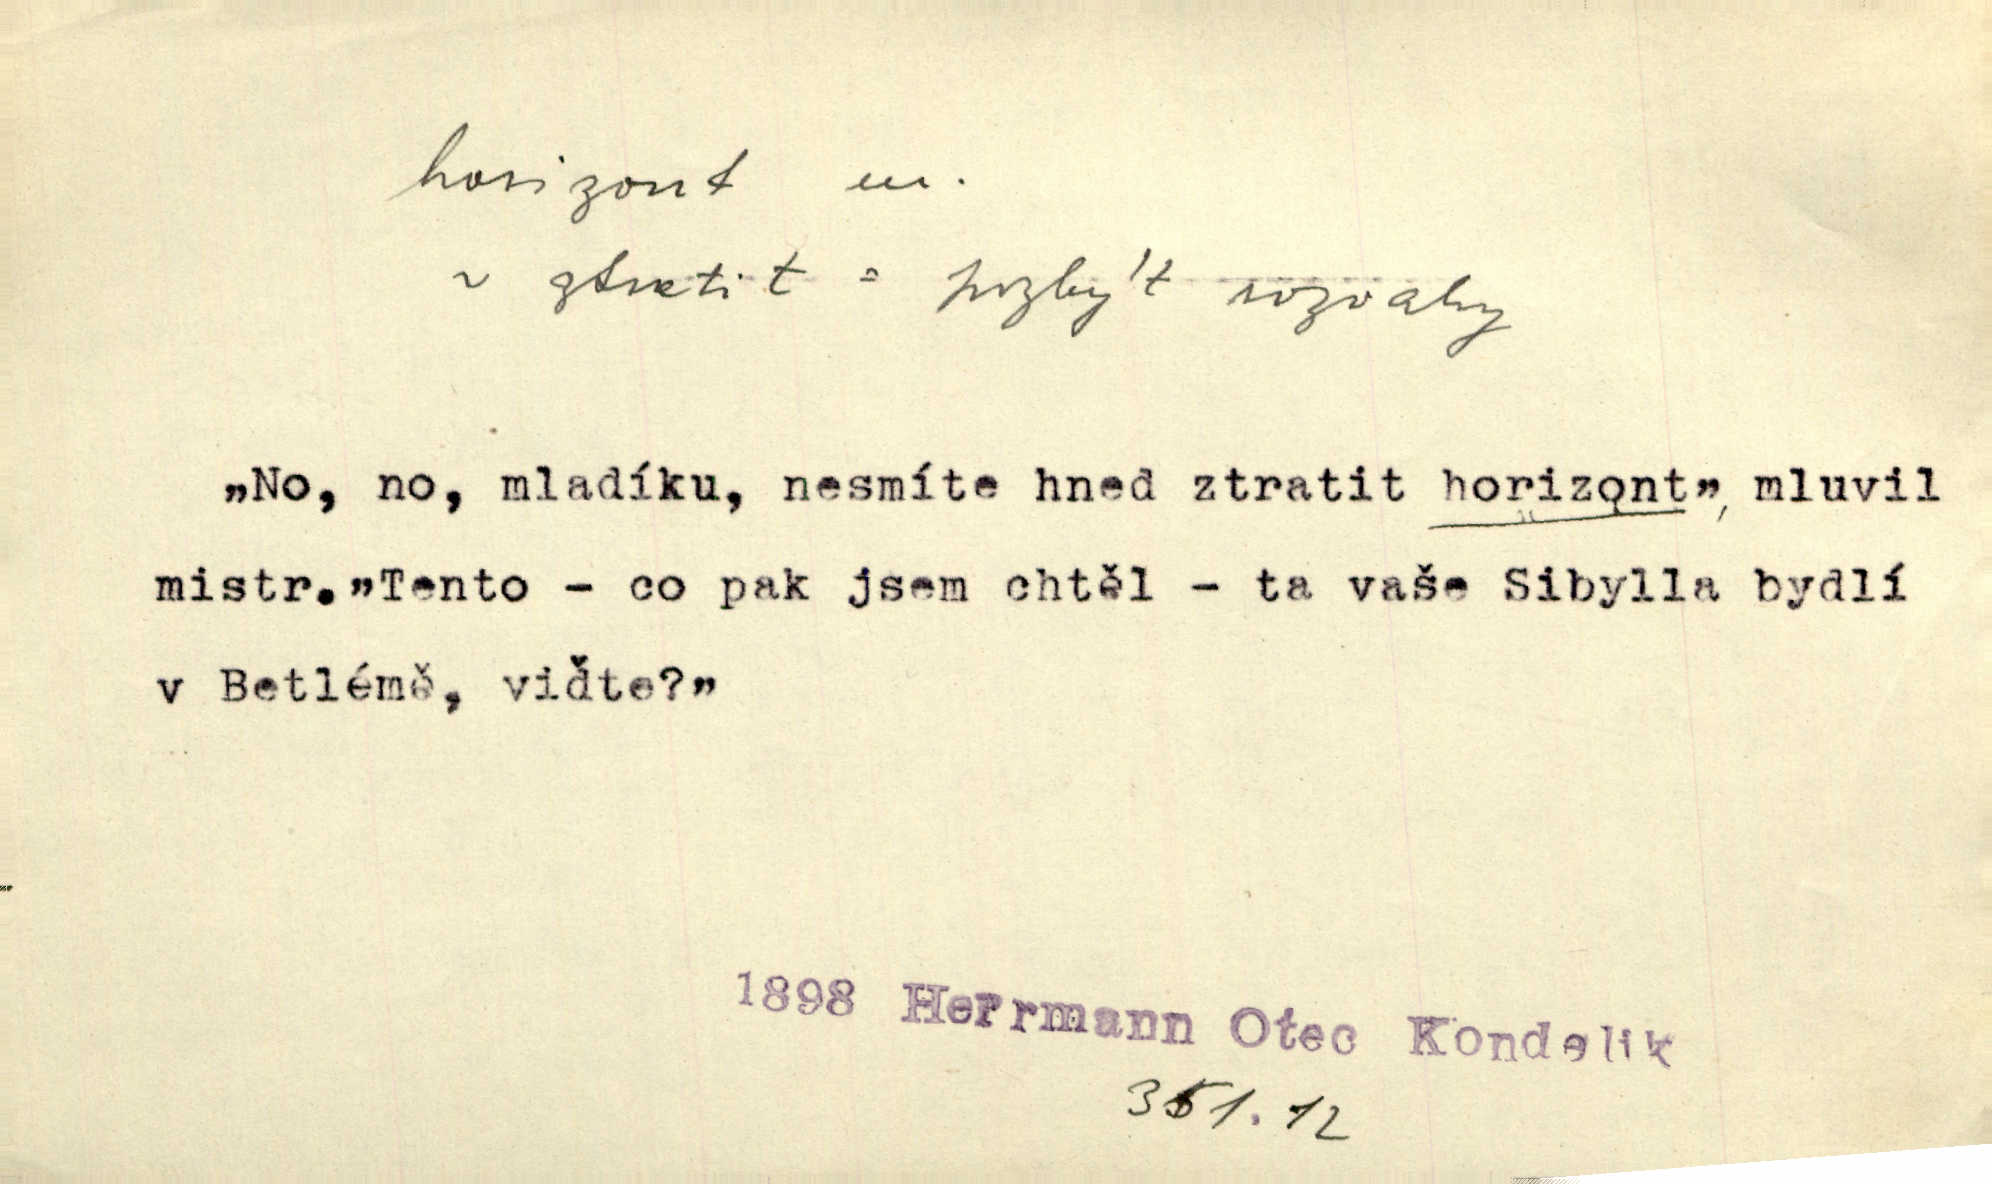 horizont m.
~ ztratit = pozbýt rozvahy
„No, no, mladíku, nesmíte hned ztratit horizont”, mluvil
mistr.”Tento - co pak jsem chtěl - ta vaše Sibylla bydlí
v Betlémě, viďte?”
1898 Herrmann Otec Kondelik
351.12